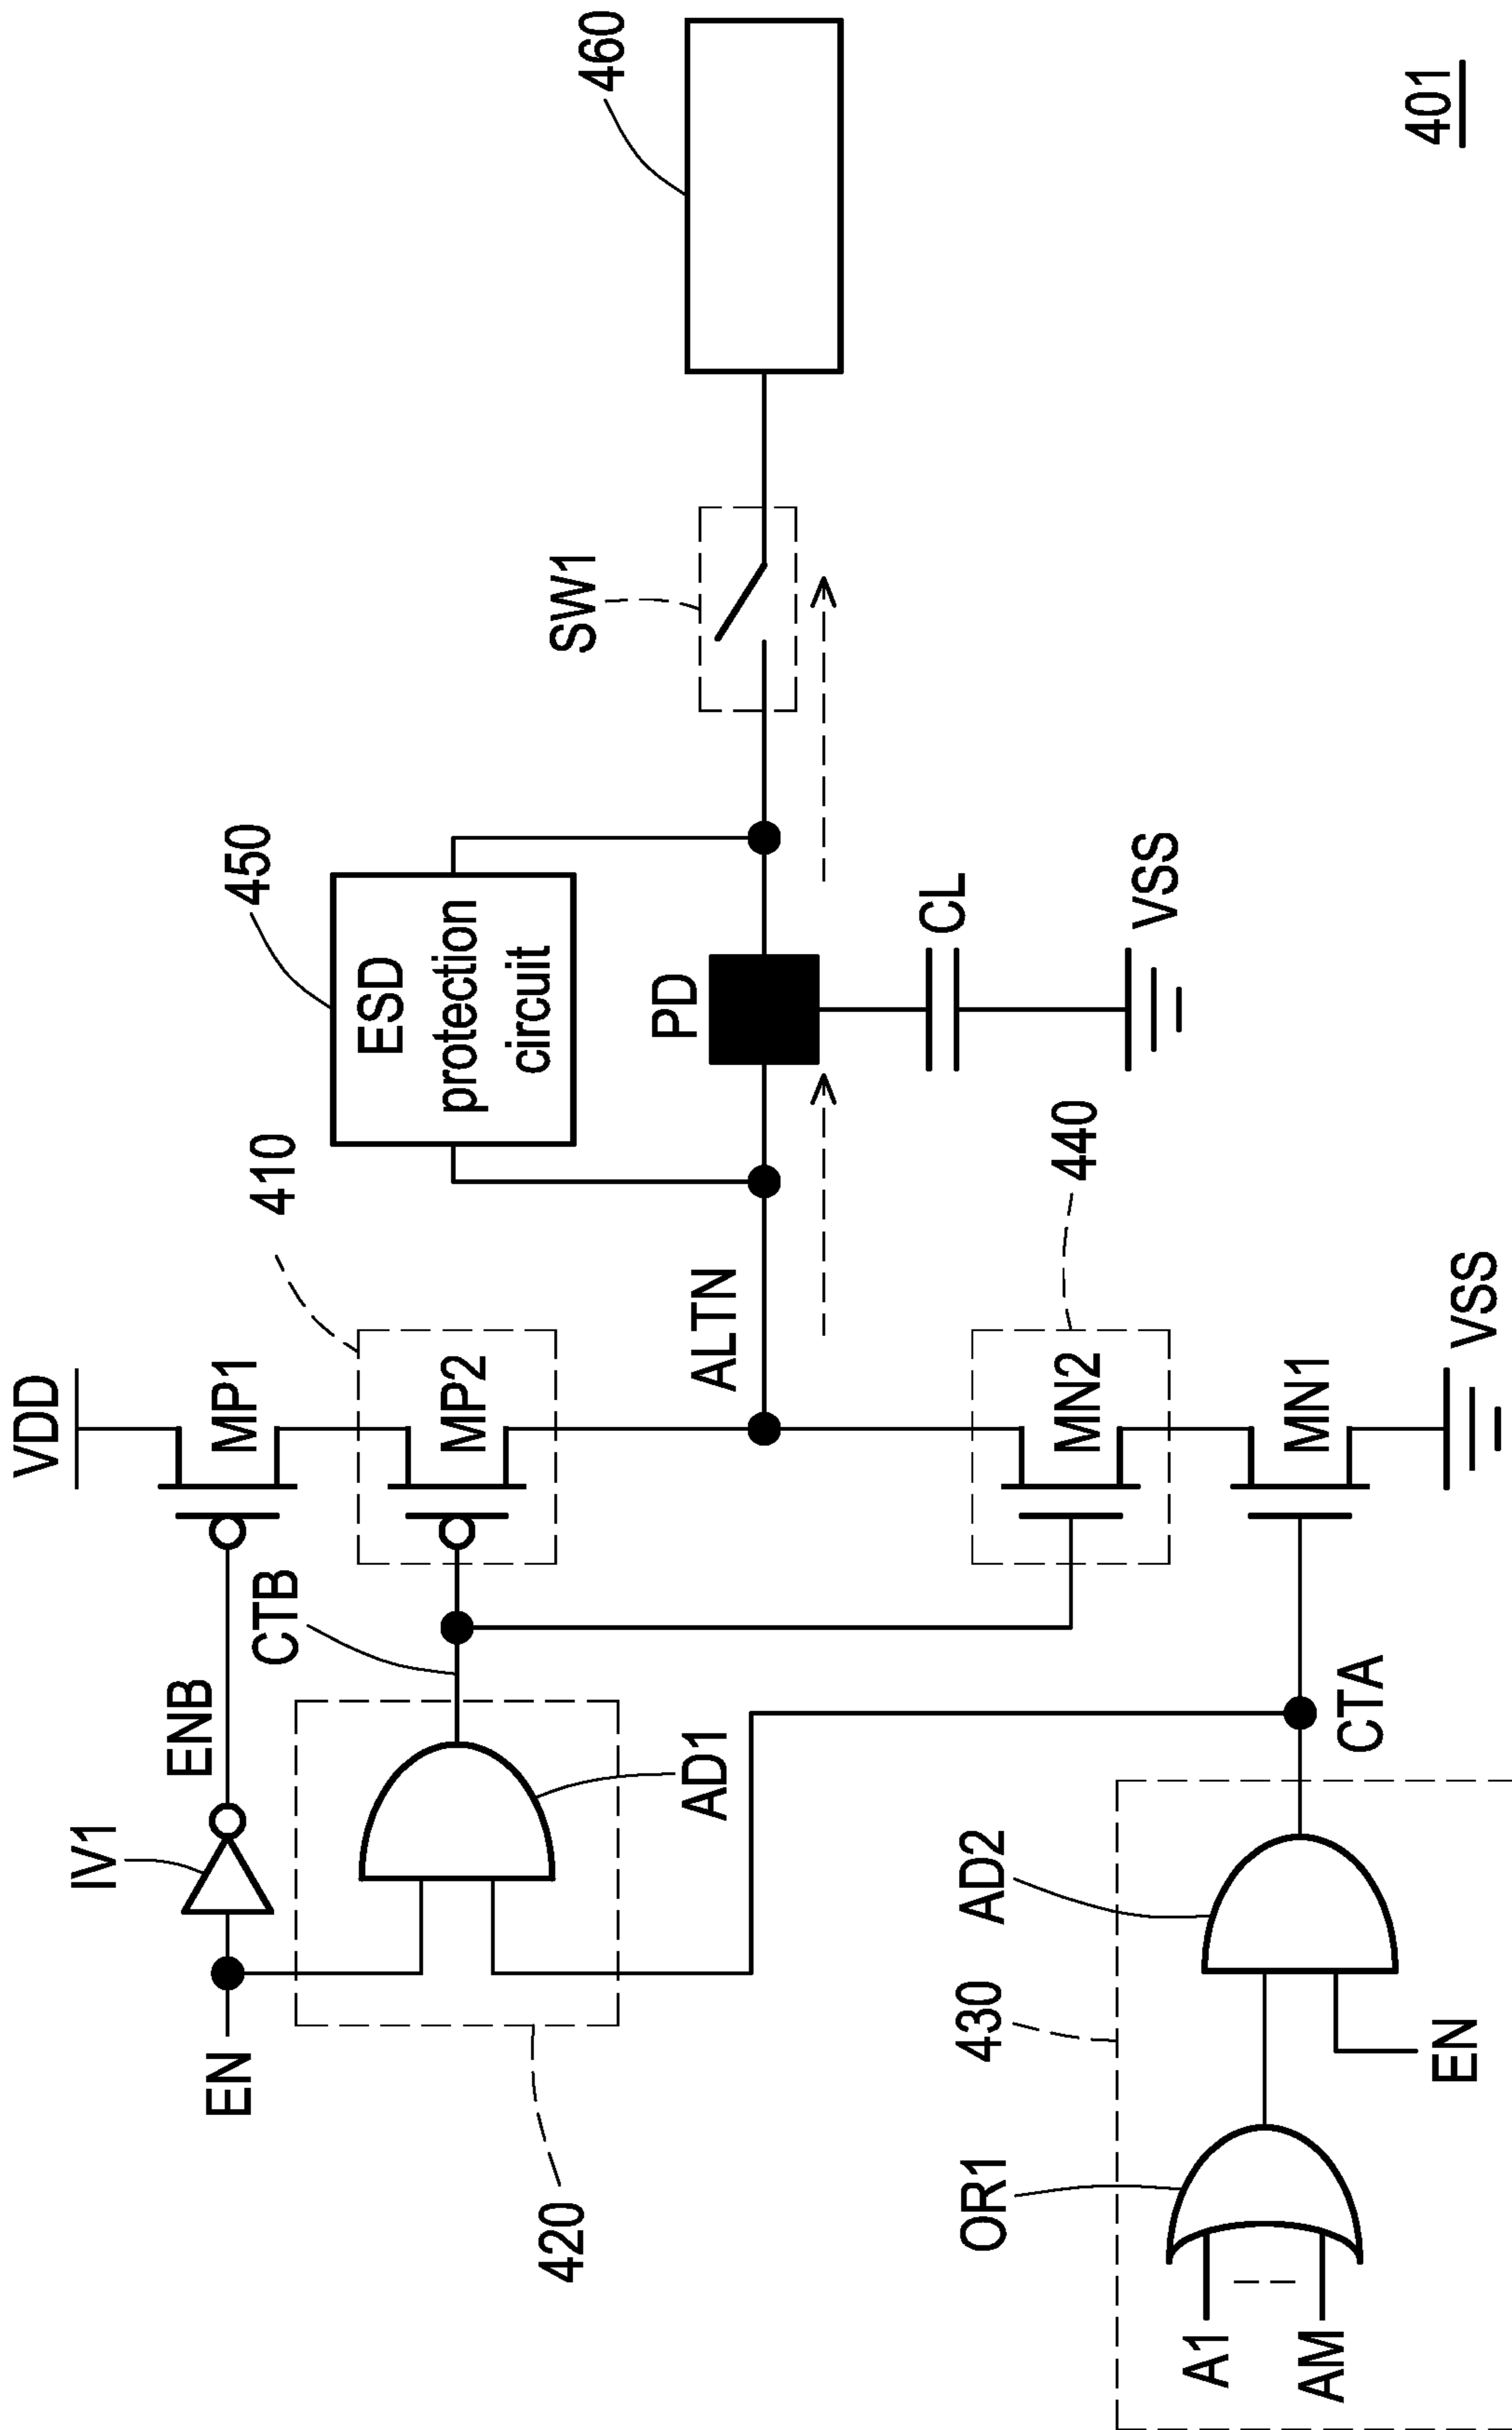 VDD
IV1
ENB
MP1
EN
410
450
CTB
MP2
ESD
protection
circuit
420
AD1
ALTN
PD
SW1
460
430
AD2
440
MN2
CL
OR1
A1
AM
EN
CTA
MN1
VSS
VSS
401